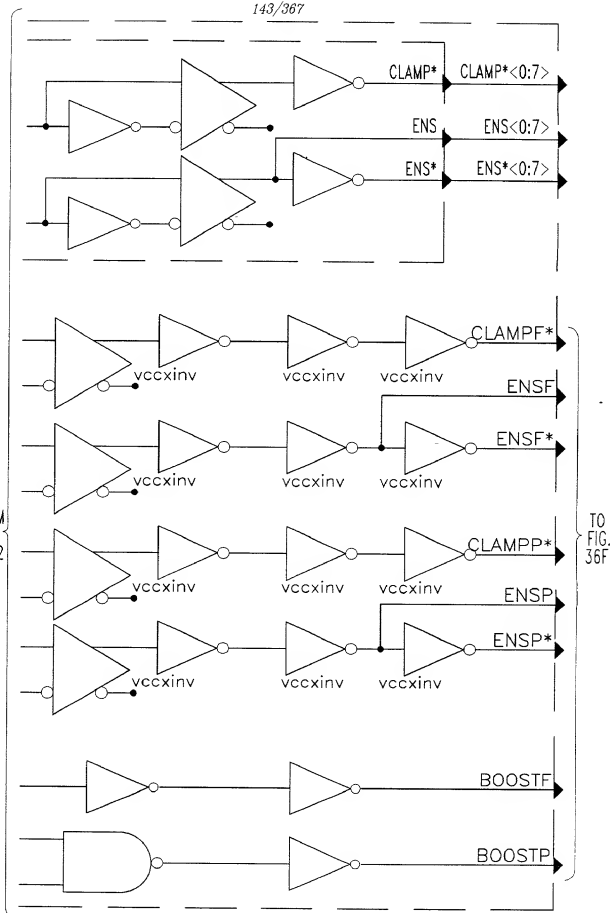 143/367
CLAMP* CLAMP*<0:7>
ENS ENS<0:7>
ENS* ENS*<0:7>
CLAMPF*
vccxinv vccxinv vccxinv
ENSF
ENSF*
vccxinv vccxinv vccxinv
CLAMPP*
vccxinv vccxinv vccxinv
ENSP
ENSP*
vccxinv vccxinv vccxinv
TO
FIG.
36F
BOOSTF
BOOSTP